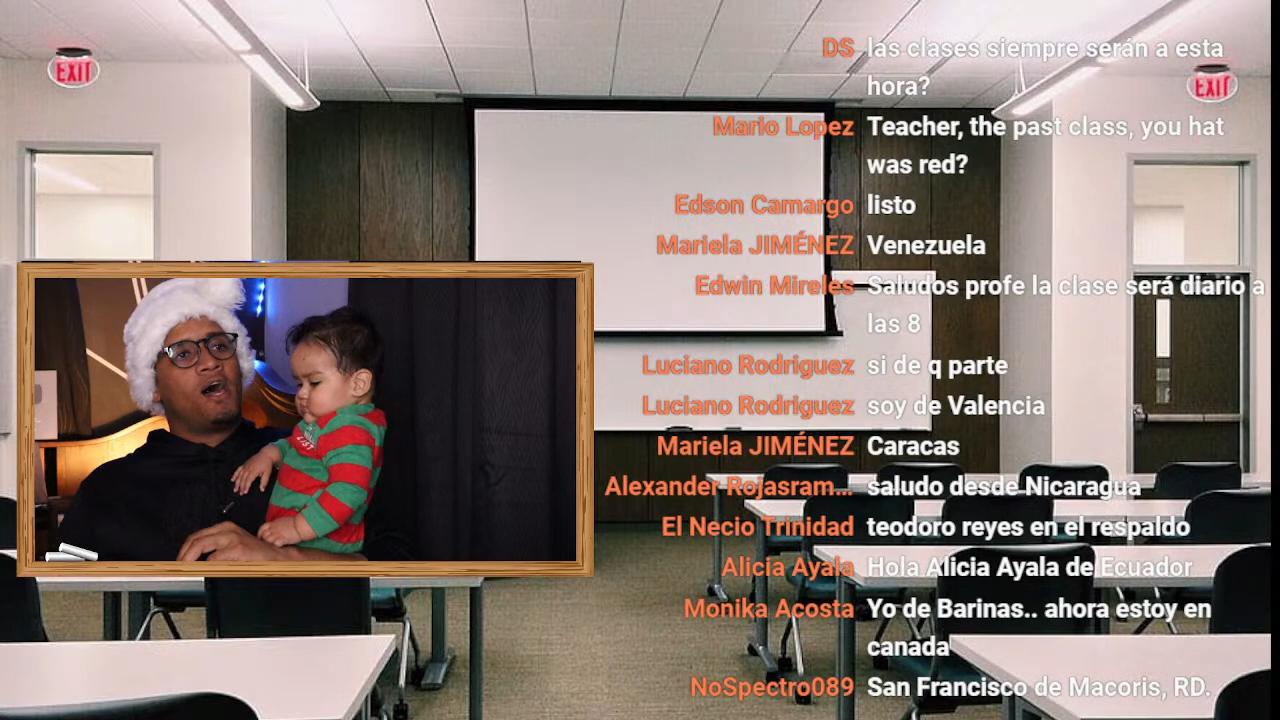 EXIT
EXIT
DS las clases siempre serán a esta
hora?
Mario Lopez Teacher, the past class, you hat
was red?
Edson Camargo listo
Mariela JIMÉNEZ Venezuela
Edwin Mireles Saludos profe la clase será diario a
las 8
Luciano Rodriguez si de q parte
Luciano Rodriguez soy de Valencia
Mariela JIMÉNEZ Caracas
Alexander Rojasram... saludo desde Nicaragua
El Necio Trinidad teodoro reyes en el respaldo
Alicia Ayala Hola Alicia Ayala de Ecuador
Monika Acosta Yo de Barinas.. ahora estoy en
canada
NoSpectro089 San Francisco de Macoris, RD.
LIST